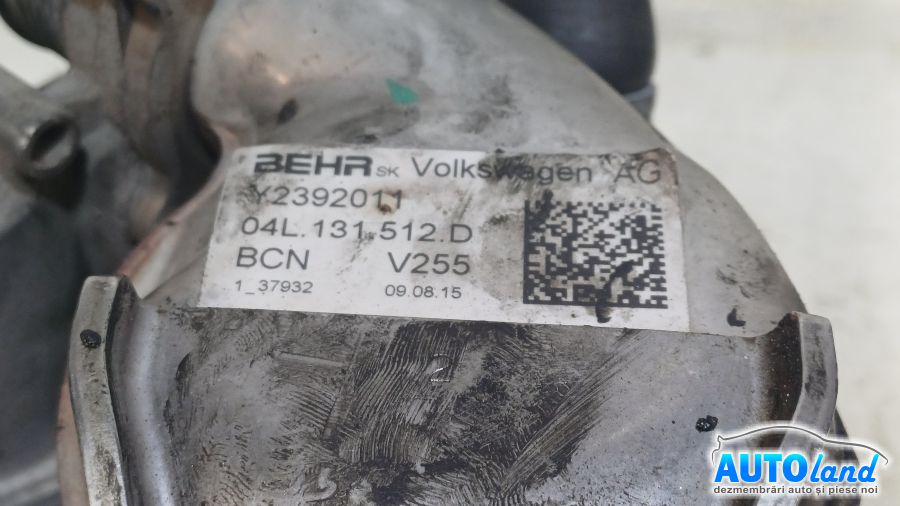 BEHR SK Volkswagen AG
Y2392011
04L.131.512.D
BCN V255
1_37932 09.08.15
AUTOland
dezmembrări auto și piese noi